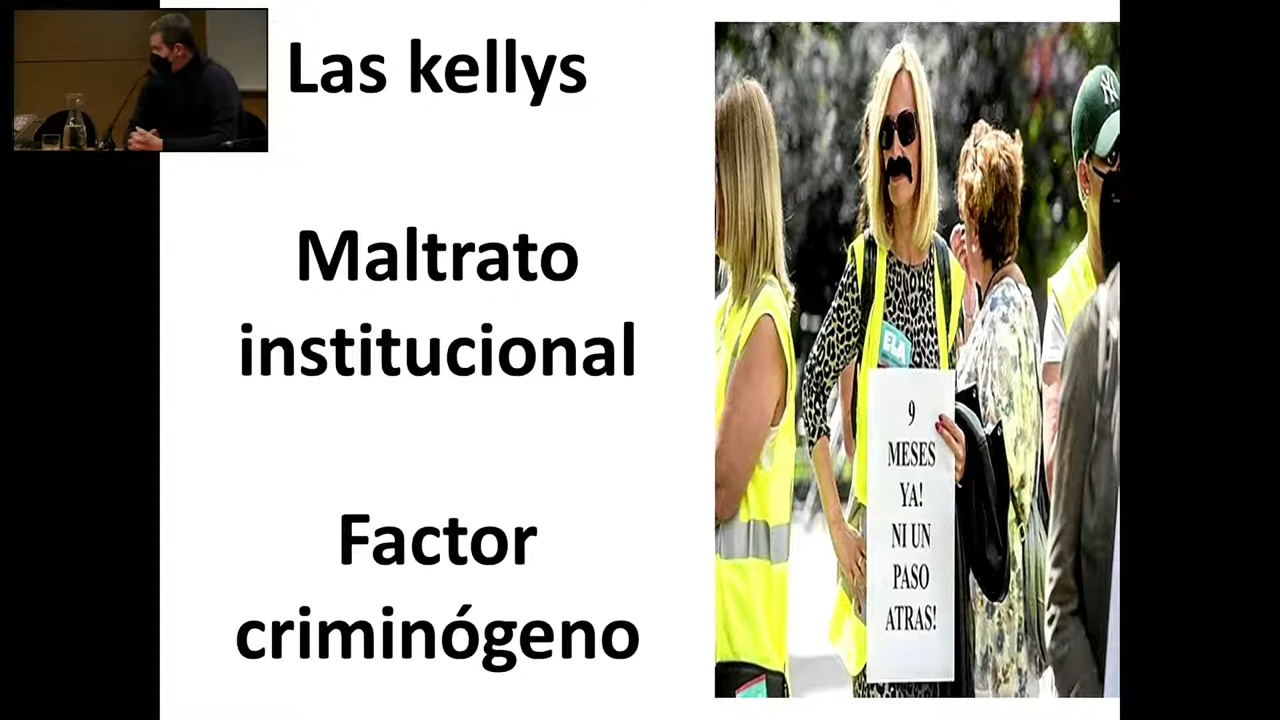 Las kellys
Maltrato
institucional
Factor
criminógeno
ELA
9
MESES
YA!
NI UN
PASO
ATRAS!
NY